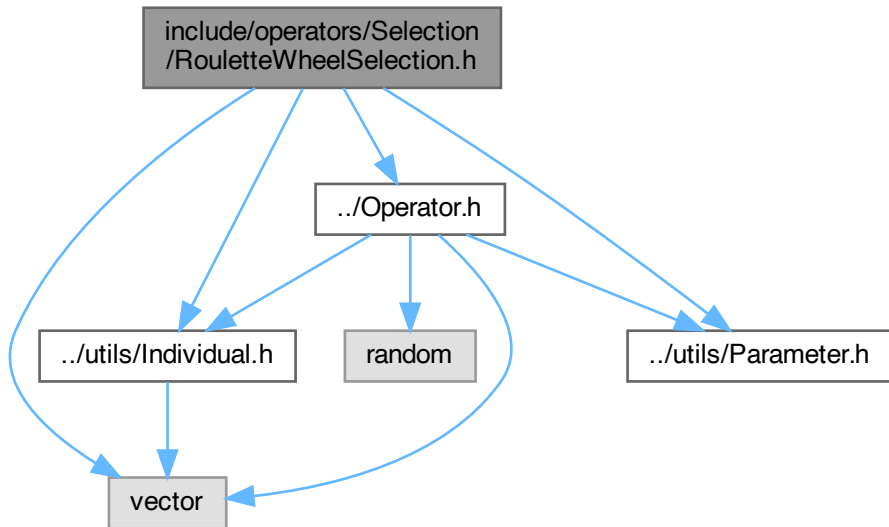 include/operators/Selection
/RouletteWheelSelection.h
../Operator.h
../utils/Individual.h
random
../utils/Parameter.h
vector